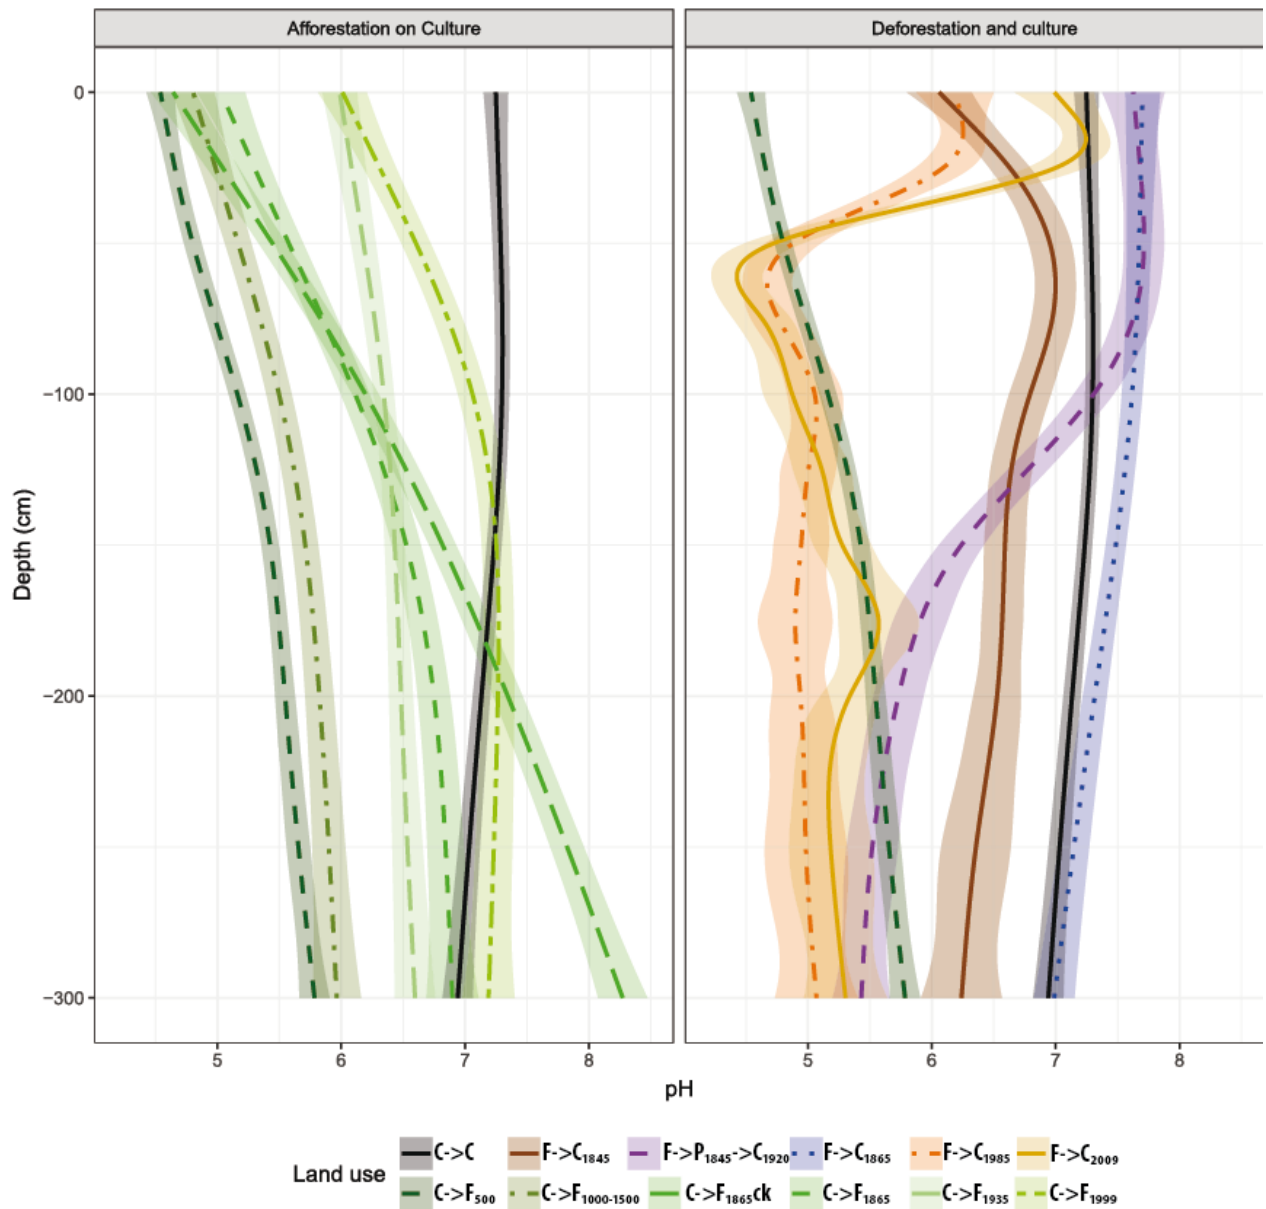 Afforestation on Culture
Deforestation and culture
0
−100
−200
−300
Depth (cm)
5 6 7 8
5 6 7 8
pH
Land use
C->C F->C1845 F->P1845->C1920 F->C1865 F->C1985 F->C2009
C->F500 C->F1000-1500 C->F1865ck C->F1865 C->F1935 C->F1999